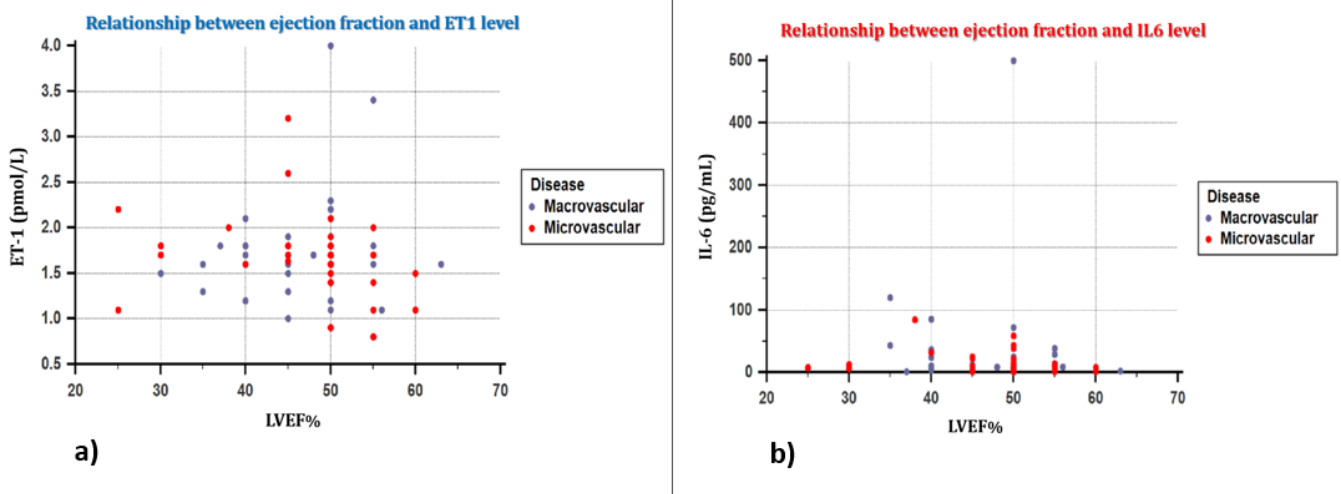 Relationship between ejection fraction and ET1 level
4.0
3.5
3.0
2.5
2.0
1.5
1.0
0.5
ET-1 (pmol/L)
20 30 40 50 60 70
LVEF%
Disease
Macrovascular
Microvascular
a)
Relationship between ejection fraction and IL6 level
500
400
300
200
100
0
IL-6 (pg/mL)
20 30 40 50 60 70
LVEF%
Disease
Macrovascular
Microvascular
b)